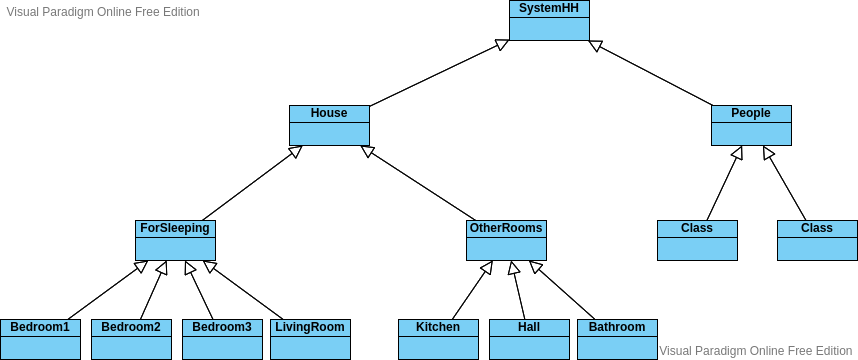 Visual Paradigm Online Free Edition
SystemHH
House
People
ForSleeping
OtherRooms
Class
Class
Bedroom1
Bedroom2
Bedroom3
LivingRoom
Kitchen
Hall
Bathroom
Visual Paradigm Online Free Edition